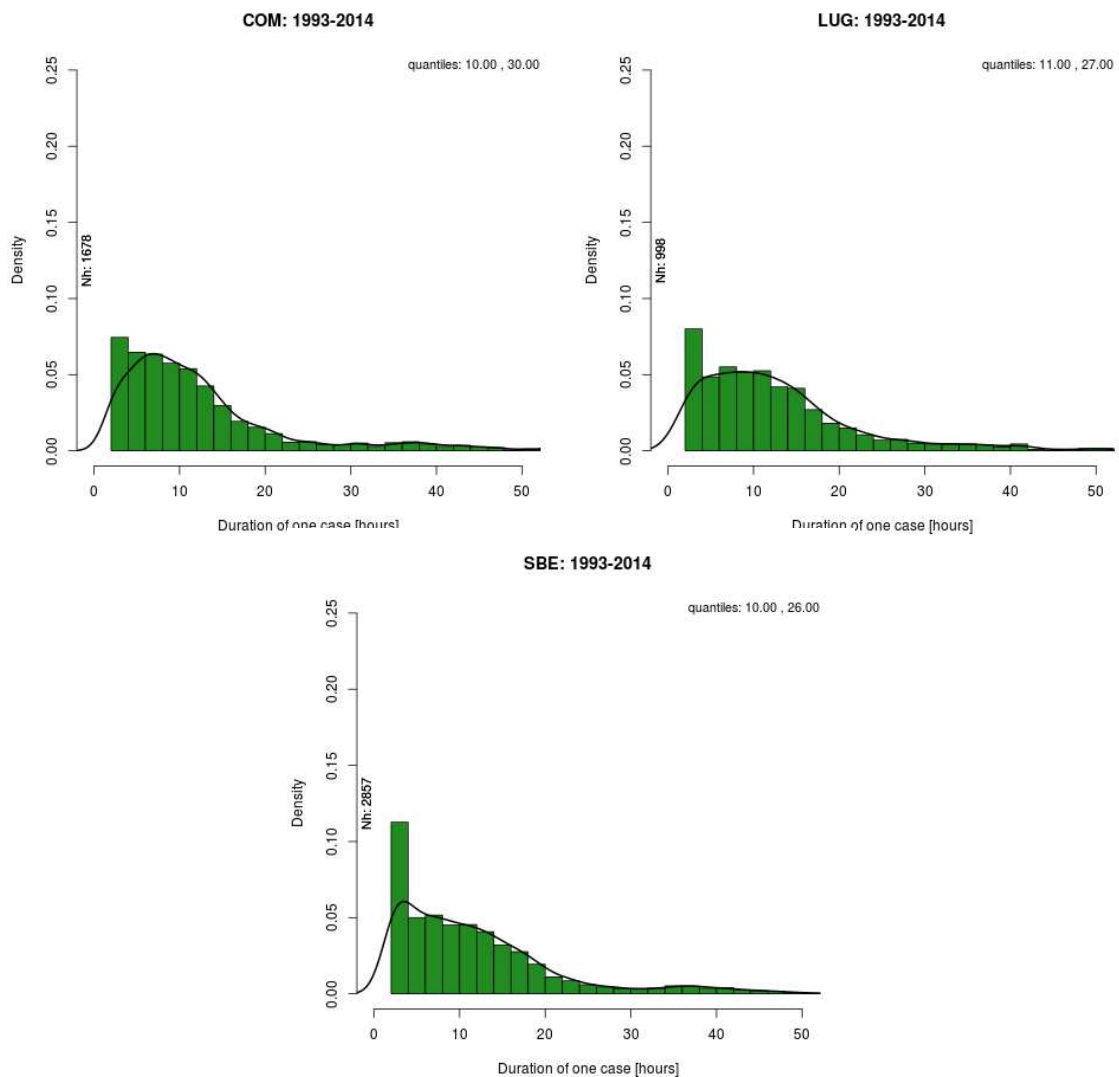 COM: 1993-2014
quantiles: 10.00 , 30.00
0.25
0.20
0.15
0.10
0.05
0.00
Density
Nh: 1678
0 10 20 30 40 50
Duration of one case [hours]
LUG: 1993-2014
quantiles: 11.00 , 27.00
0.25
0.20
0.15
0.10
0.05
0.00
Density
Nh: 998
0 10 20 30 40 50
Duration of one case [hours]
SBE: 1993-2014
quantiles: 10.00 , 26.00
0.25
0.20
0.15
0.10
0.05
0.00
Density
Nh: 2857
0 10 20 30 40 50
Duration of one case [hours]